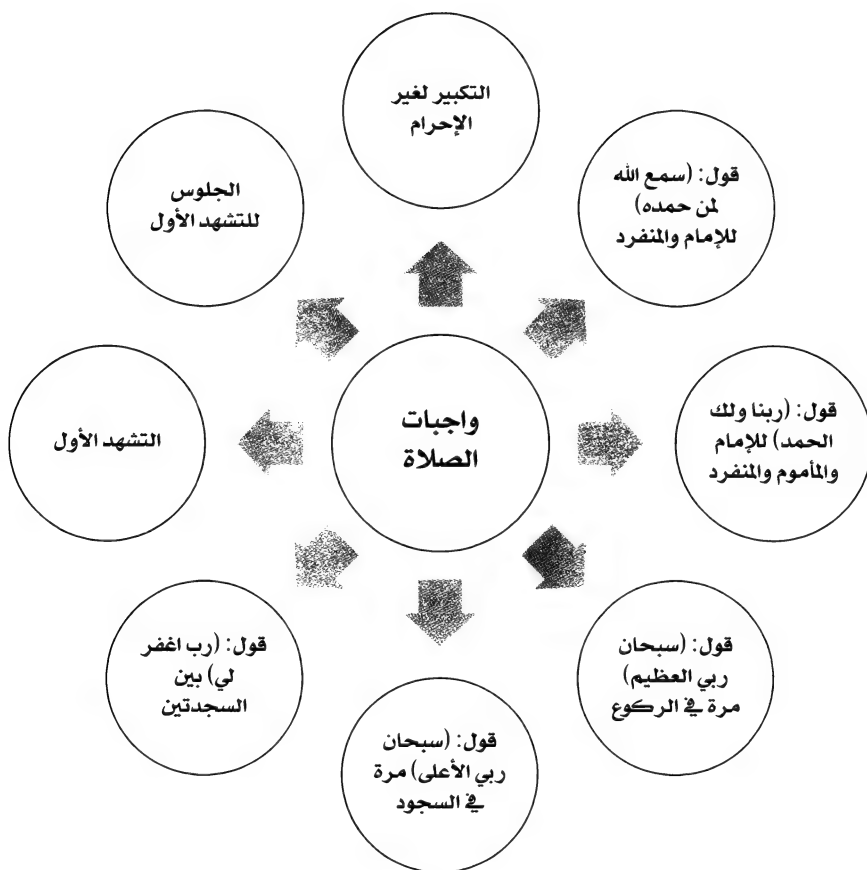 واجبات
الصلاة
التكبير لغير
الإحرام
قول: (سمع الله
لمن حمده)
للإمام والمنفرد
قول: (ربنا ولك
الحمد) للإمام
والمأموم والمنفرد
قول: (سبحان
ربي العظيم)
مرة في الركوع
قول: (سبحان
ربي الأعلى) مرة
في السجود
قول: (رب اغفر
لي) بين
السجدتين
التشهد الأول
الجلوس
للتشهد الأول